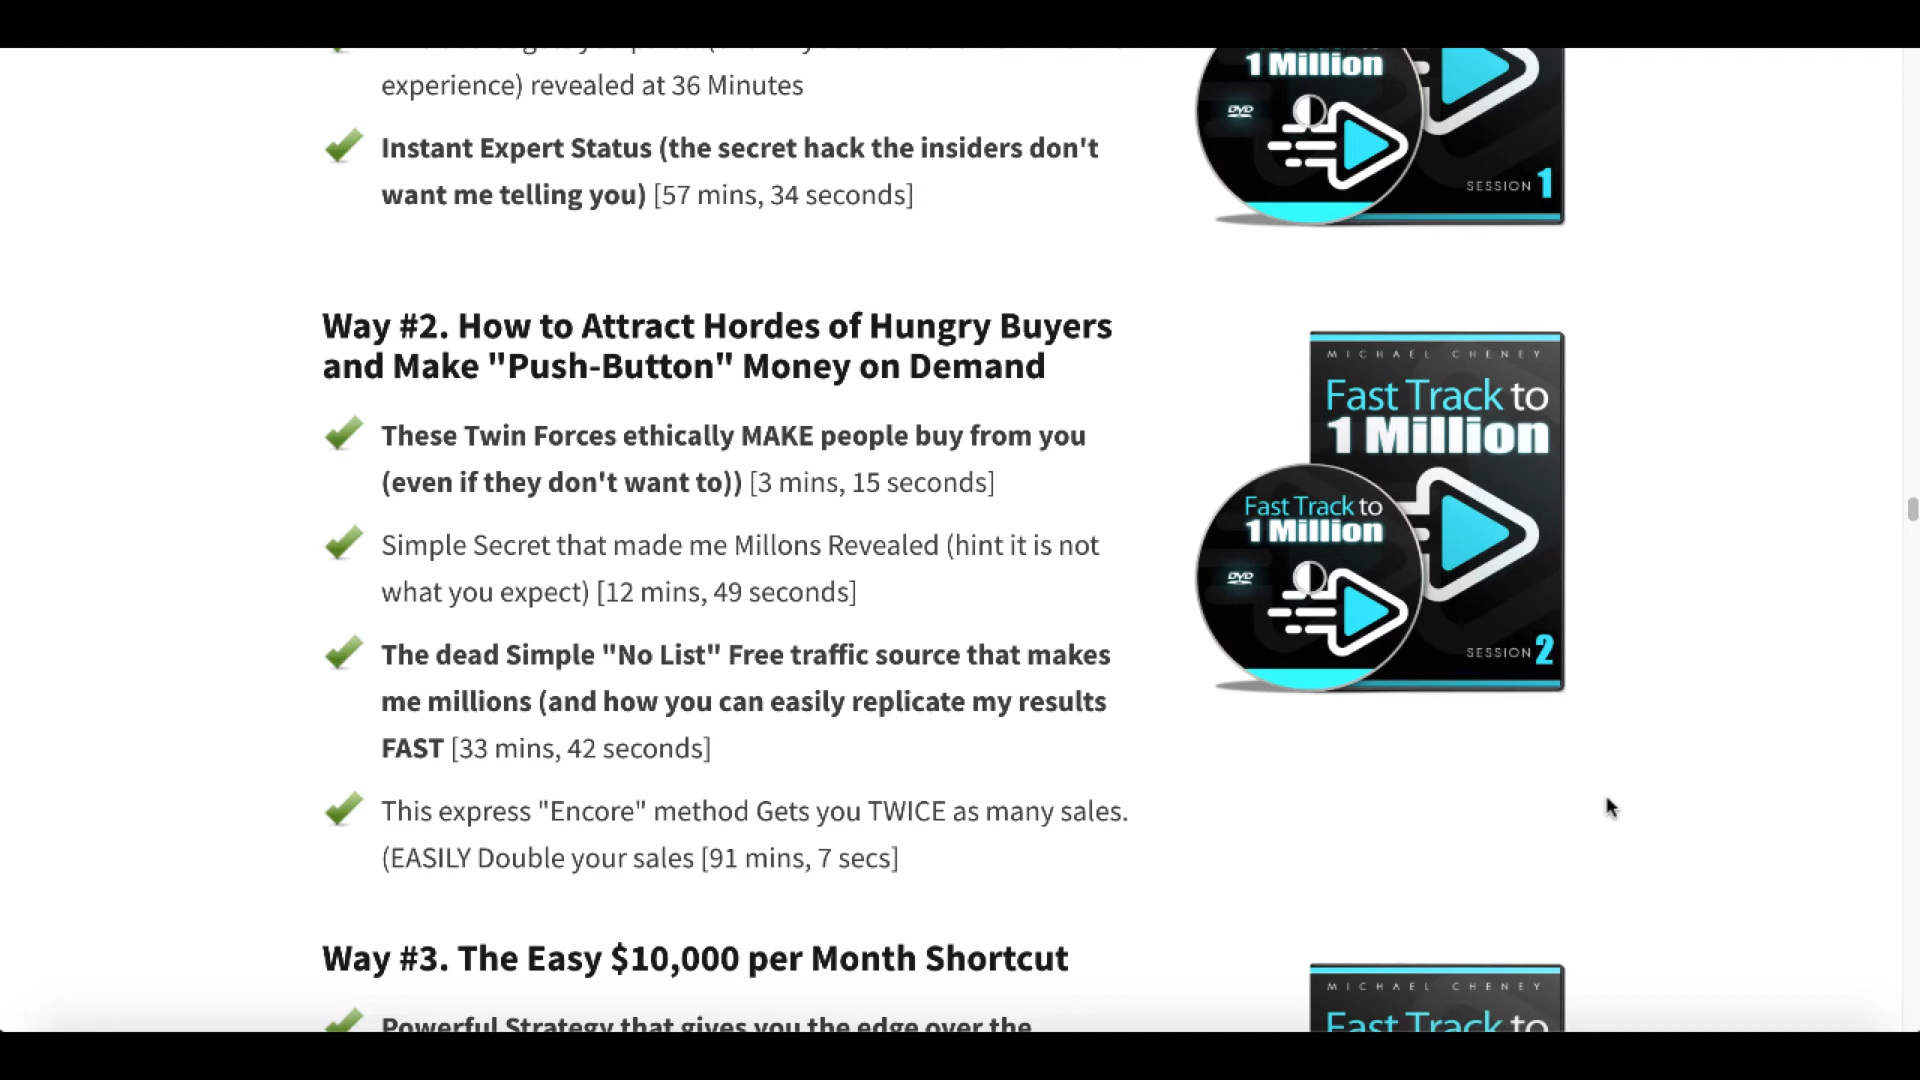 experience) revealed at 36 Minutes
Instant Expert Status (the secret hack the insiders don't
want me telling you) [57 mins, 34 seconds]
1 Million
DVD
SESSION 1
Way #2. How to Attract Hordes of Hungry Buyers
and Make "Push-Button" Money on Demand
These Twin Forces ethically MAKE people buy from you
(even if they don't want to)) [3 mins, 15 seconds]
Simple Secret that made me Millons Revealed (hint it is not
what you expect) [12 mins, 49 seconds]
The dead Simple "No List" Free traffic source that makes
me millions (and how you can easily replicate my results
FAST [33 mins, 42 seconds]
This express "Encore" method Gets you TWICE as many sales.
(EASILY Double your sales [91 mins, 7 secs]
MICHAEL CHENEY
Fast Track to
1 Million
Fast Track to
1 Million
DVD
SESSION 2
Way #3. The Easy $10,000 per Month Shortcut
Powerful Strategy that gives you the edge over the
MICHAEL CHENEY
Fast Track to